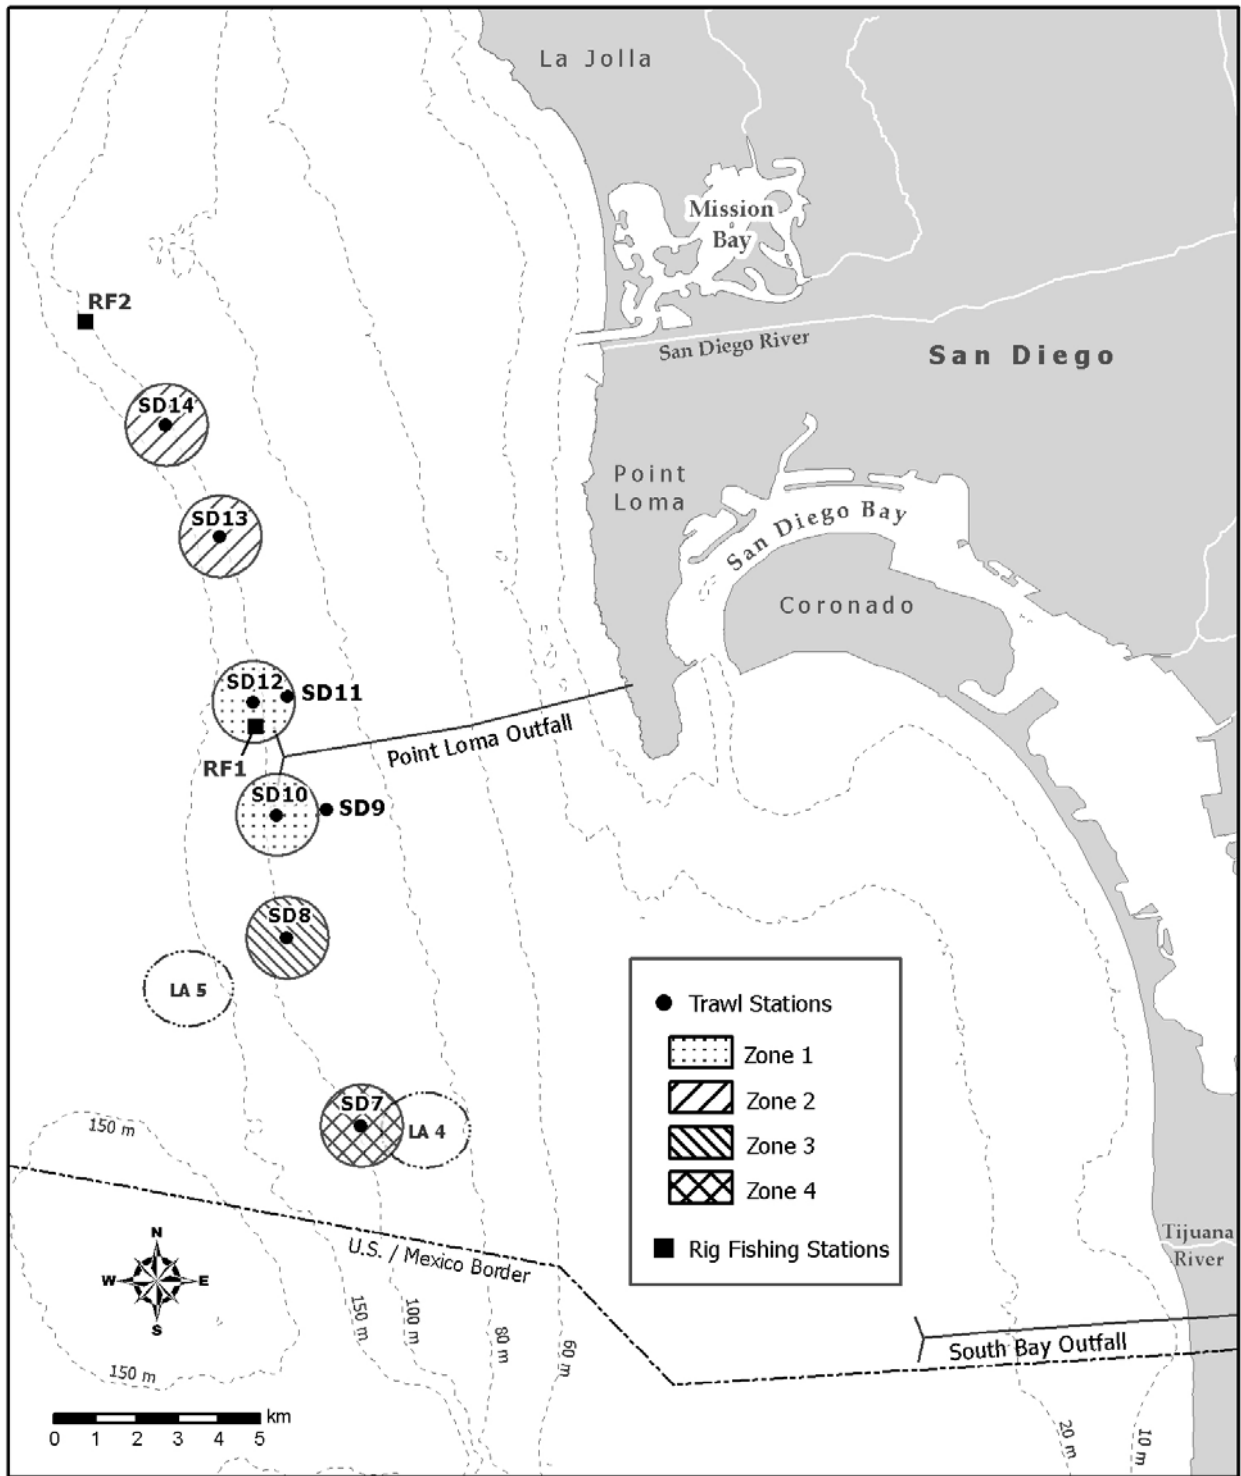 La Jolla
Mission
Bay
RF2
San Diego River
San Diego
SD14
Point
Loma
SD13
San Diego Bay
Coronado
SD12
SD11
RF1
Point Loma Outfall
SD10
SD9
SD8
LA 5
Trawl Stations
Zone 1
Zone 2
Zone 3
Zone 4
Rig Fishing Stations
SD7
LA 4
150 m
U.S. / Mexico Border
Tijuana
River
N
W E
S
150 m
100 m
80 m
60 m
South Bay Outfall
150 m
20 m
10 m
km
0 1 2 3 4 5